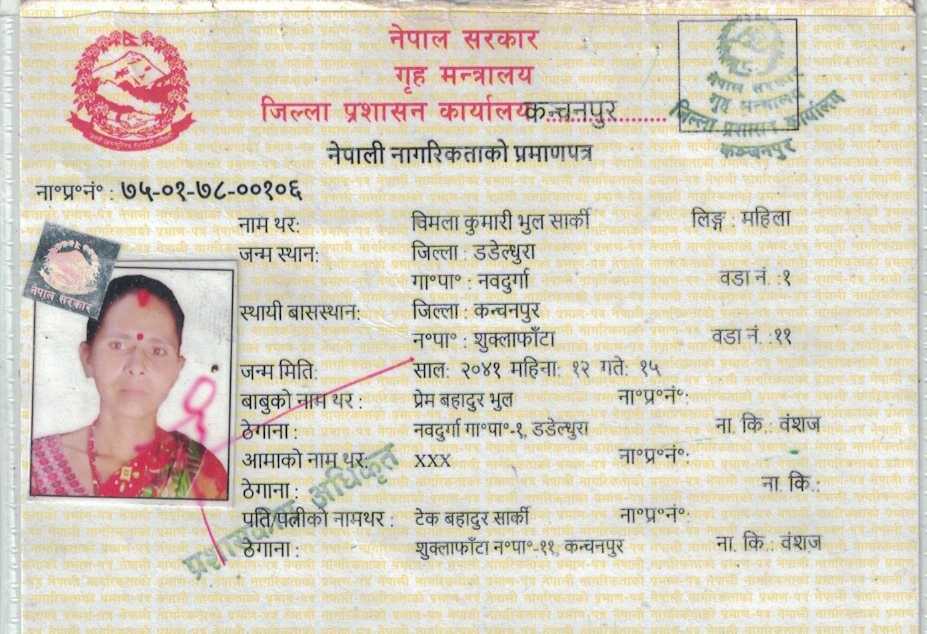 नेपाल सरकार
गृह मन्त्रालय
जिल्ला प्रशासन कार्यालय कन्चनपुर
नेपाल सरकार
गृह मन्त्रालय
जिल्ला प्रशासन कार्यालय
कञ्चनपुर
नेपाली नागरिकताको प्रमाणपत्र
ना॰प्र॰नं॰ : ७५-०१-७८-००१०६
नाम थर: विमला कुमारी भुल सार्की लिङ्ग : महिला
जन्म स्थान: जिल्ला : डडेल्धुरा
गा॰पा॰ : नवदुर्गा वडा नं. :१
स्थायी बासस्थान: जिल्ला : कन्चनपुर
न॰पा॰ : शुक्लाफाँटा वडा नं. :११
जन्म मिति: साल: २०४१ महिना: १२ गते: १५
बाबुको नाम थर : प्रेम बहादुर भुल ना॰प्र॰नं॰:
ठेगाना : नवदुर्गा गा॰पा॰-१, डडेल्धुरा ना. कि.: वंशज
आमाको नाम थर: XXX ना॰प्र॰नं॰:
ठेगाना : ना. कि.:
पति/पत्नीको नामथर : टेक बहादुर सार्की ना॰प्र॰नं॰:
ठेगाना : शुक्लाफाँटा न॰पा॰-११, कन्चनपुर ना. कि.: वंशज
नेपाल सरकार
प्रशासकीय अधिकृत